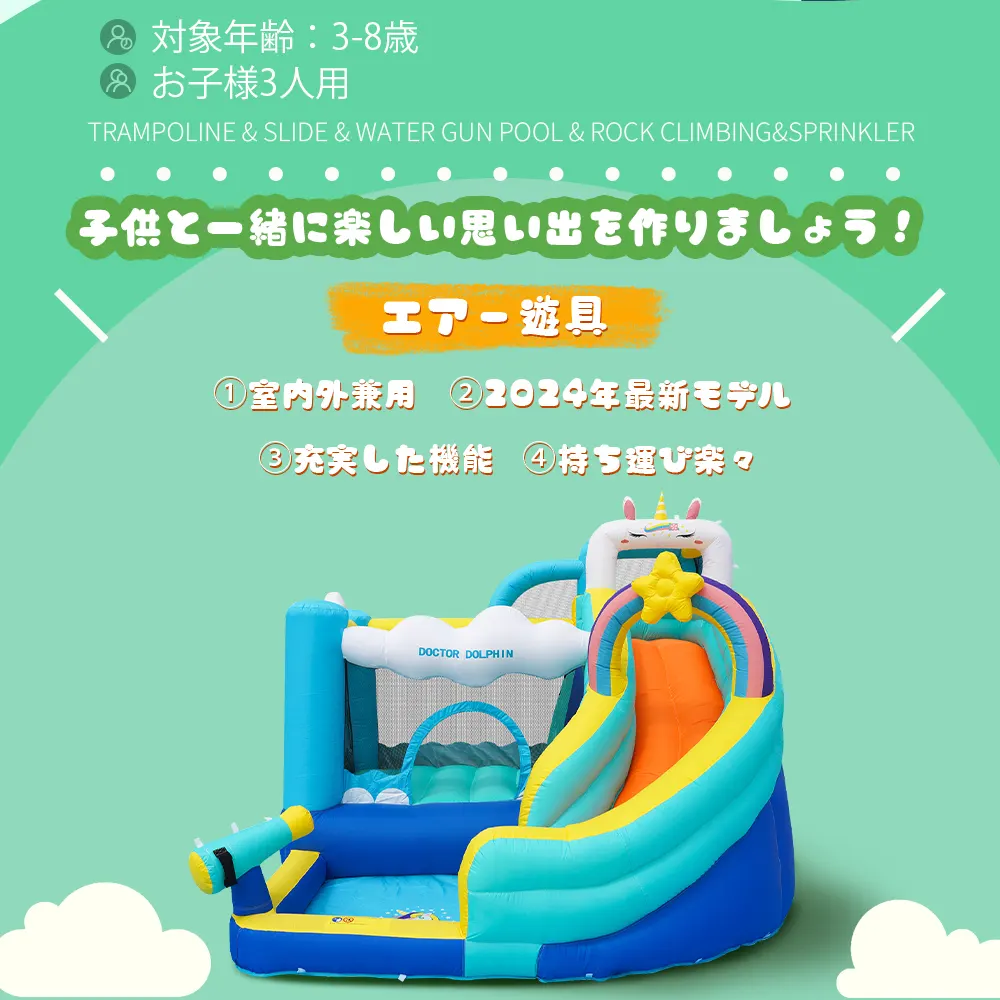 対象年齢：3-8歳
お子様3人用
TRAMPOLINE & SLIDE & WATER GUN POOL & ROCK CLIMBING&SPRINKLER
子供と一緒に楽しい思い出を作りましょう！
エアー遊具
①室内外兼用 ②2024年最新モデル
③充実した機能 ④持ち運び楽々
DOCTOR DOLPHIN